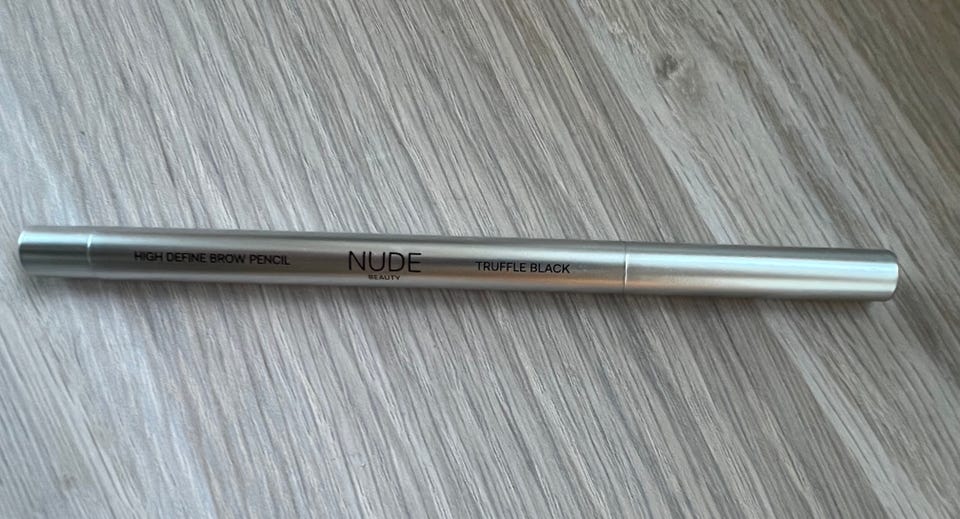 HIGH DEFINE BROW PENCIL
NUDE
BEAUTY
TRUFFLE BLACK